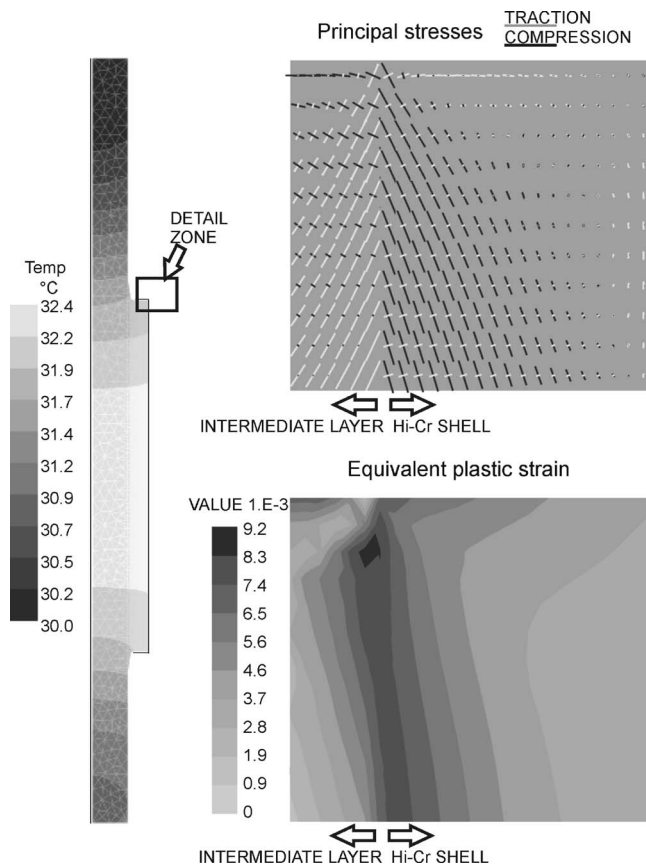 Principal stresses
TRACTION
COMPRESSION
DETAIL
ZONE
Temp
°C
32.4
32.2
31.9
31.7
31.4
31.2
30.9
30.7
30.5
30.2
30.0
INTERMEDIATE LAYER Hi-Cr SHELL
Equivalent plastic strain
VALUE 1.E-3
9.2
8.3
7.4
6.5
5.6
4.6
3.7
2.8
1.9
0.9
0
INTERMEDIATE LAYER Hi-Cr SHELL